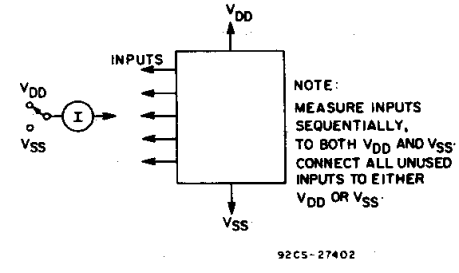 VDD
INPUTS
VDD
I
VSS
NOTE:
MEASURE INPUTS
SEQUENTIALLY,
TO BOTH VDD AND VSS.
CONNECT ALL UNUSED
INPUTS TO EITHER
VDD OR VSS.
VSS
92CS-27402